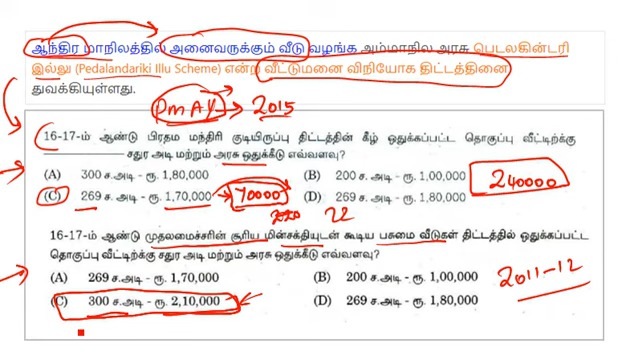 ஆந்திர மாநிலத்தில் அனைவருக்கும் வீடு வழங்க அம்மாநில அரசு பெடலகின்டரி
இல்லு (Pedalandariki Illu Scheme) என்ற வீட்டுமனை விநியோக திட்டத்தினை
துவக்கியுள்ளது.
PMAY → 2015
16-17-ம் ஆண்டு பிரதம மந்திரி குடியிருப்பு திட்டத்தின் கீழ் ஒதுக்கப்பட்ட தொகுப்பு வீட்டிற்க்கு
____________ சதுர அடி மற்றும் அரசு ஒதுக்கீடு எவ்வளவு?
(A) 300 ச.அடி - ரூ. 1,80,000 (B) 200 ச.அடி - ரூ. 1,00,000 240000
(C) 269 ச.அடி - ரூ. 1,70,000 → 70000 (D) 269 ச.அடி - ரூ. 1,80,000
22
16-17-ம் ஆண்டு முதலமைச்சரின் சூரிய மின்சக்தியுடன் கூடிய பசுமை வீடுகள் திட்டத்தில் ஒதுக்கப்பட்ட
தொகுப்பு வீட்டிற்க்கு சதுர அடி மற்றும் அரசு ஒதுக்கீடு எவ்வளவு?
(A) 269 ச.அடி - ரூ. 1,70,000 (B) 200 ச.அடி - ரூ. 1,00,000 2011-12
(C) 300 ச.அடி - ரூ. 2,10,000 (D) 269 ச.அடி - ரூ. 1,80,000